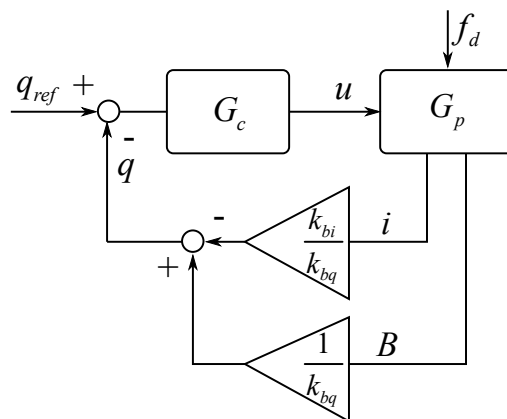 f_d
q_ref
+
G_c
u
G_p
-
q
-
k_bi
k_bq
i
+
1
k_bq
B